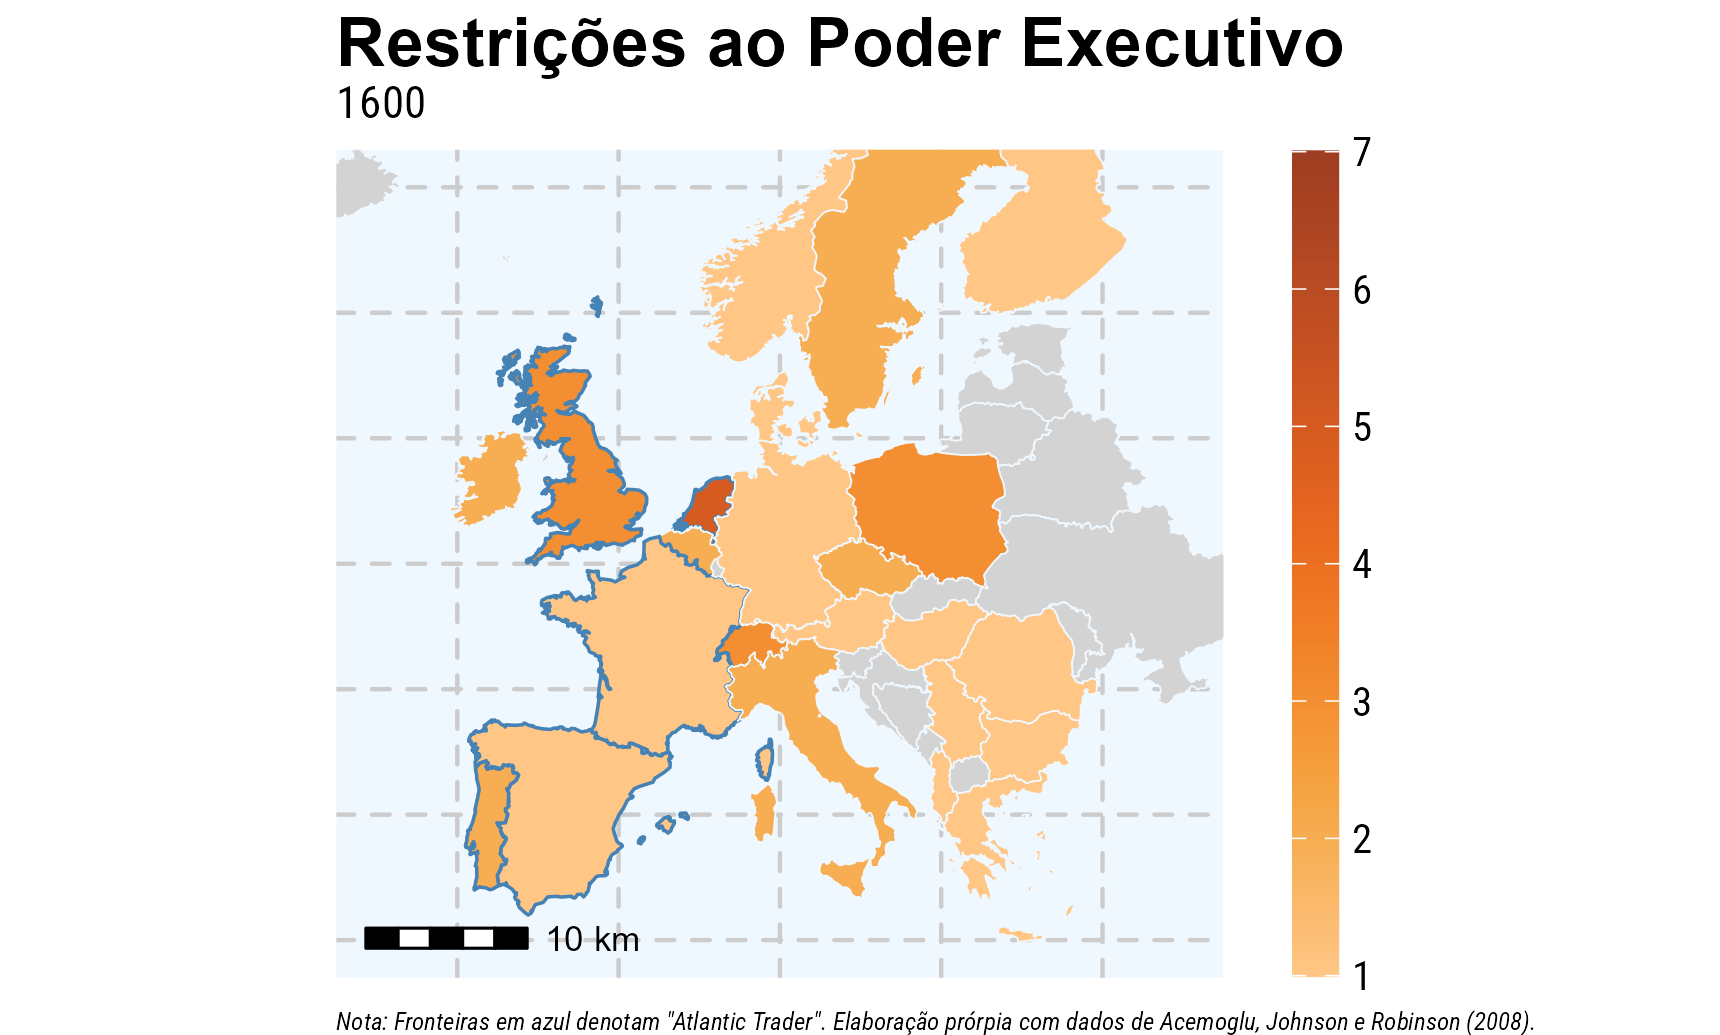 Restrições ao Poder Executivo
1600
7
6
5
4
3
2
1
10 km
Nota: Fronteiras em azul denotam "Atlantic Trader". Elaboração prórpia com dados de Acemoglu, Johnson e Robinson (2008).